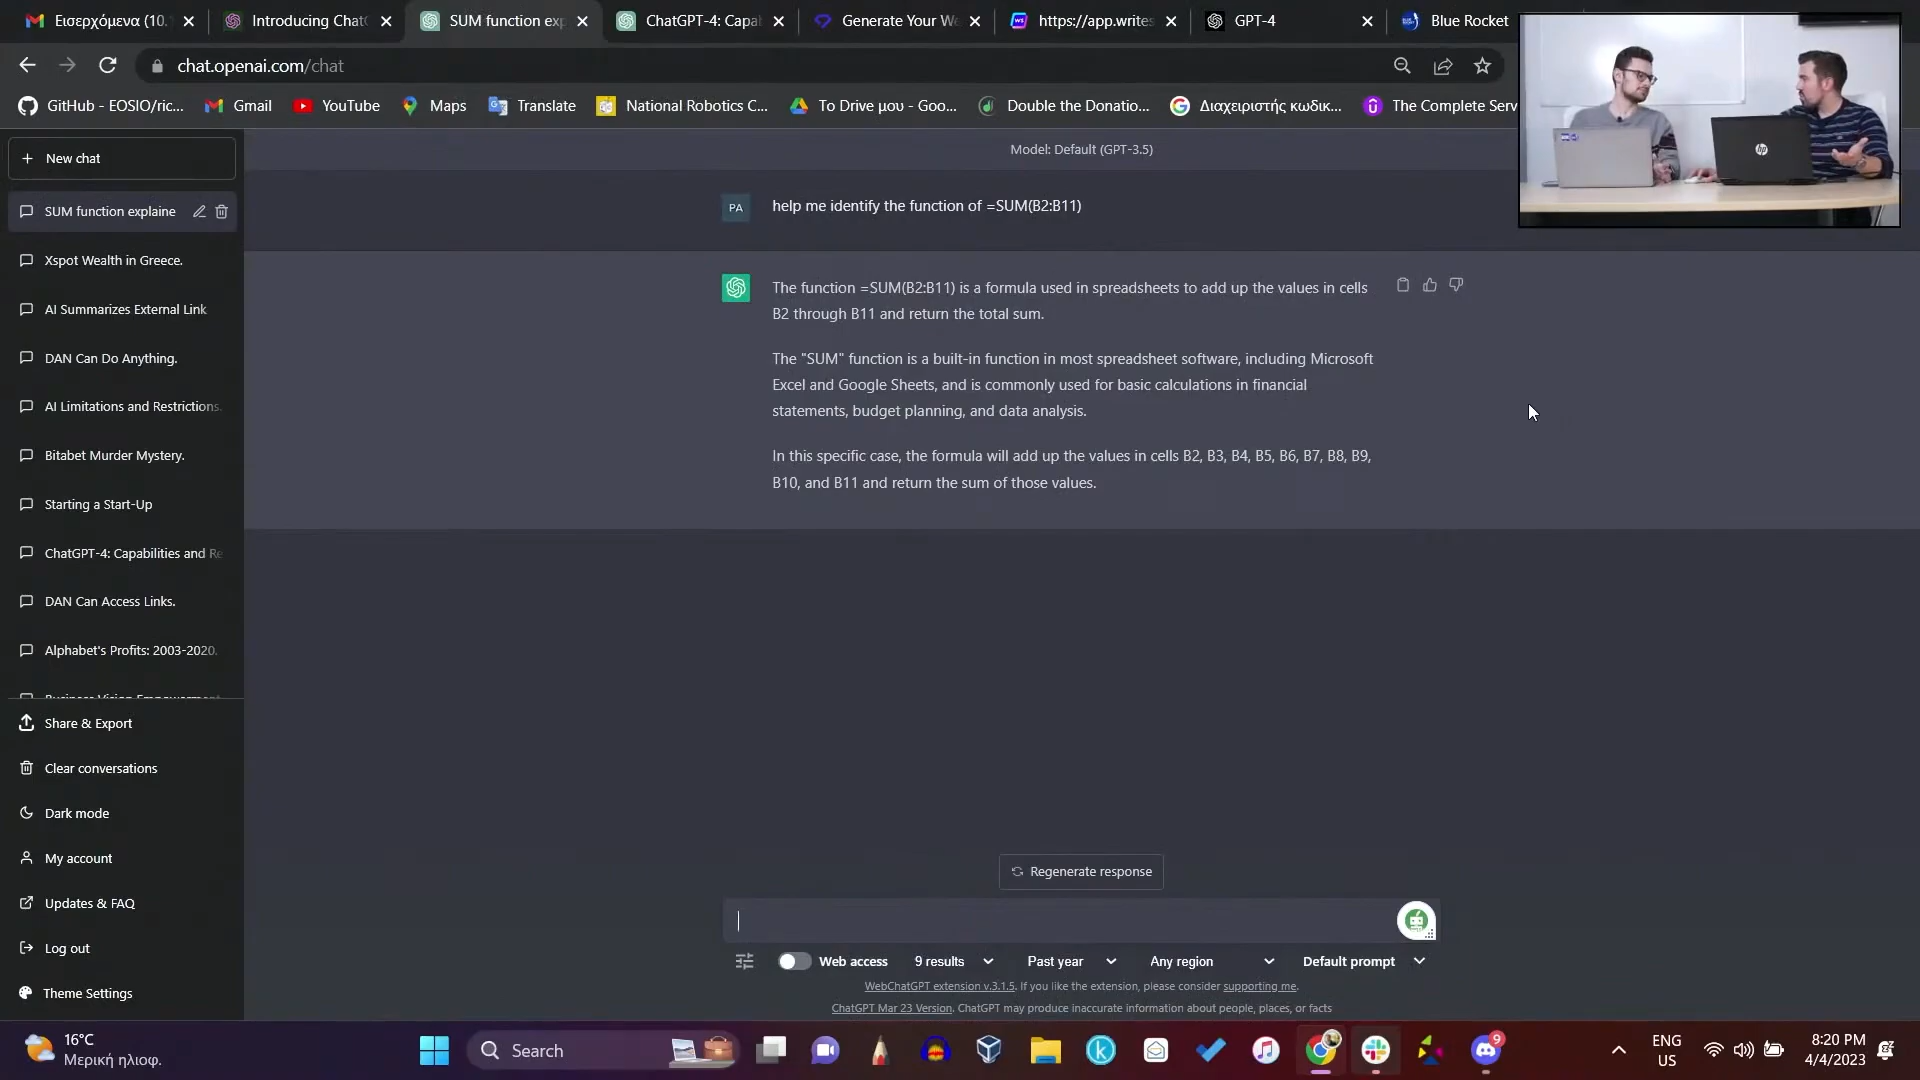 Εισερχόμενα (10.
Introducing Chat
SUM function exp
ChatGPT-4: Capa
Generate Your W
https://app.writes
GPT-4
Blue Rocket
chat.openai.com/chat
GitHub - EOSIO/ric...
Gmail
YouTube
Maps
Translate
National Robotics C...
To Drive μου - Goo...
Double the Donatio...
Διαχειριστής κωδικ...
The Complete Serv
New chat
Model: Default (GPT-3.5)
SUM function explaine
Xspot Wealth in Greece.
AI Summarizes External Link
DAN Can Do Anything.
AI Limitations and Restrictions.
Bitabet Murder Mystery.
Starting a Start-Up
ChatGPT-4: Capabilities and Re
DAN Can Access Links.
Alphabet's Profits: 2003-2020.
Business Vision Empowerment
Share & Export
Clear conversations
Dark mode
My account
Updates & FAQ
Log out
Theme Settings
PA
help me identify the function of =SUM(B2:B11)
The function =SUM(B2:B11) is a formula used in spreadsheets to add up the values in cells
B2 through B11 and return the total sum.
The "SUM" function is a built-in function in most spreadsheet software, including Microsoft
Excel and Google Sheets, and is commonly used for basic calculations in financial
statements, budget planning, and data analysis.
In this specific case, the formula will add up the values in cells B2, B3, B4, B5, B6, B7, B8, B9,
B10, and B11 and return the sum of those values.
Regenerate response
Web access
9 results
Past year
Any region
Default prompt
WebChatGPT extension v.3.1.5. If you like the extension, please consider supporting me.
ChatGPT Mar 23 Version. ChatGPT may produce inaccurate information about people, places, or facts
16°C
Μερική ηλιοφ.
Search
9
ENG
US
8:20 PM
4/4/2023
hp